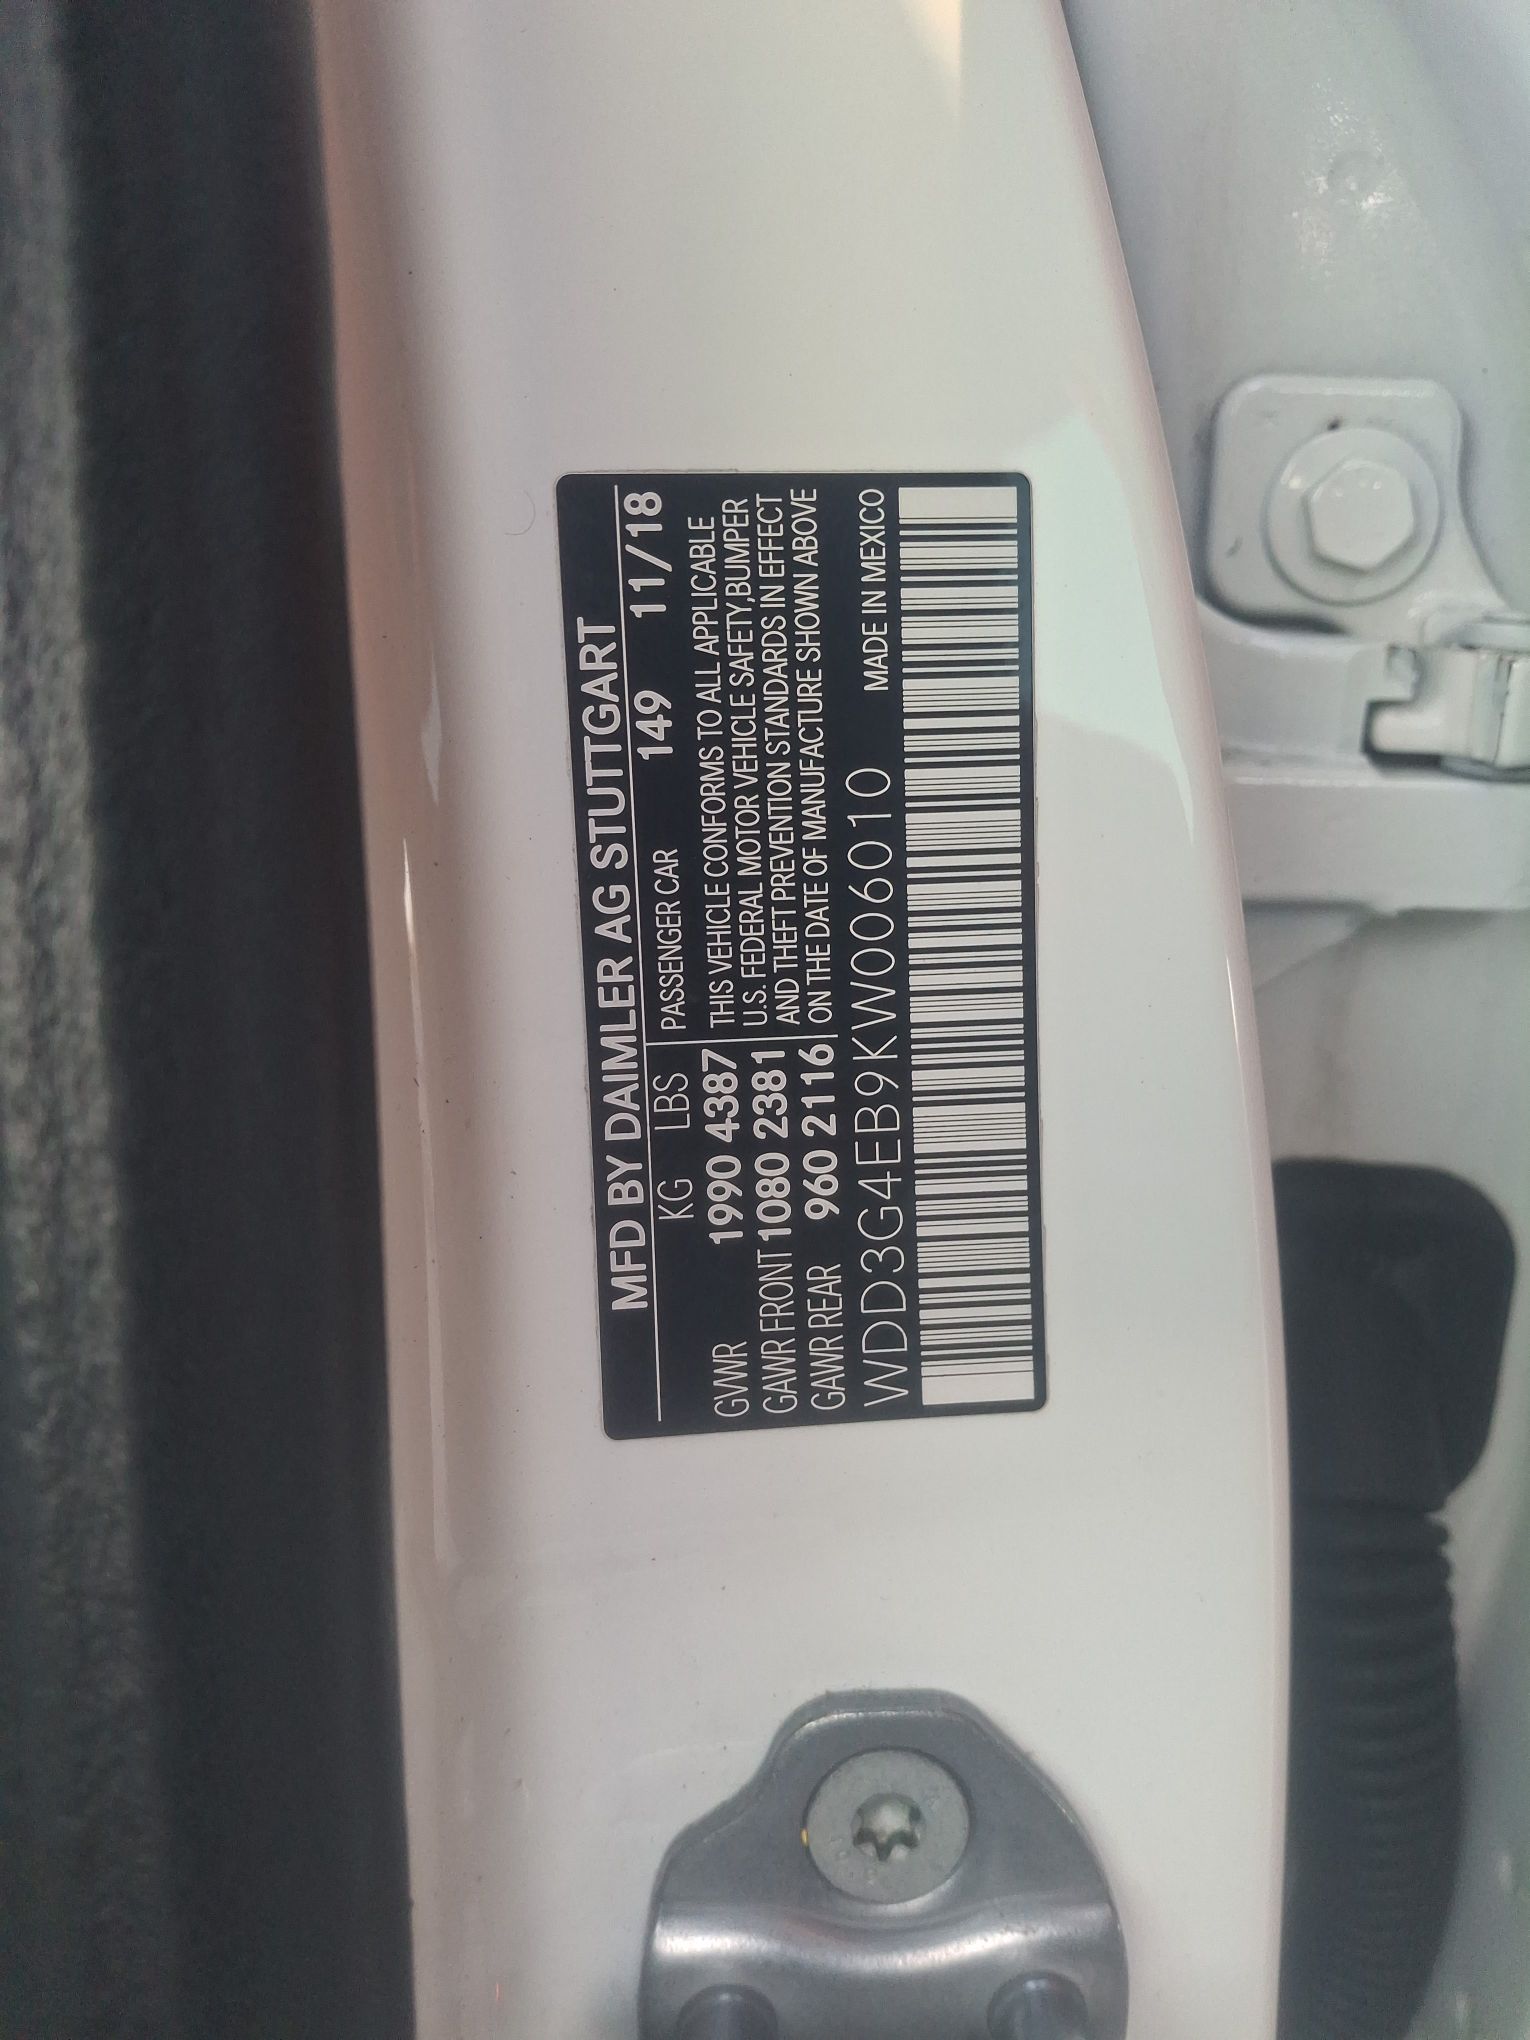 MFD BY DAIMLER AG STUTTGART
KG LBS PASSENGER CAR 149 11/18
GVWR 1990 4387 THIS VEHICLE CONFORMS TO ALL APPLICABLE
GAWR FRONT 1080 2381 U.S. FEDERAL MOTOR VEHICLE SAFETY,BUMPER
AND THEFT PREVENTION STANDARDS IN EFFECT
GAWR REAR 960 2116 ON THE DATE OF MANUFACTURE SHOWN ABOVE
WDD3G4EB9KW006010 MADE IN MEXICO